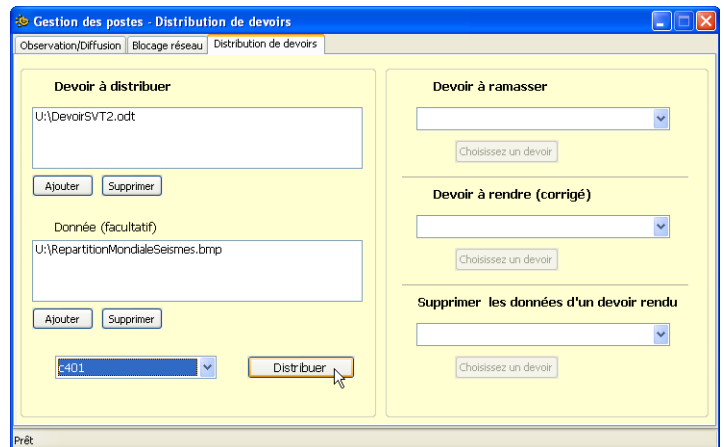 Gestion des postes - Distribution de devoirs
Observation/Diffusion Blocage réseau Distribution de devoirs
Devoir à distribuer
U:\DevoirSVT2.odt
Ajouter Supprimer
Donnée (facultatif)
U:\RepartitionMondialeSeismes.bmp
Ajouter Supprimer
c401 Distribuer
Devoir à ramasser
Choisissez un devoir
Devoir à rendre (corrigé)
Choisissez un devoir
Supprimer les données d'un devoir rendu
Choisissez un devoir
Prêt